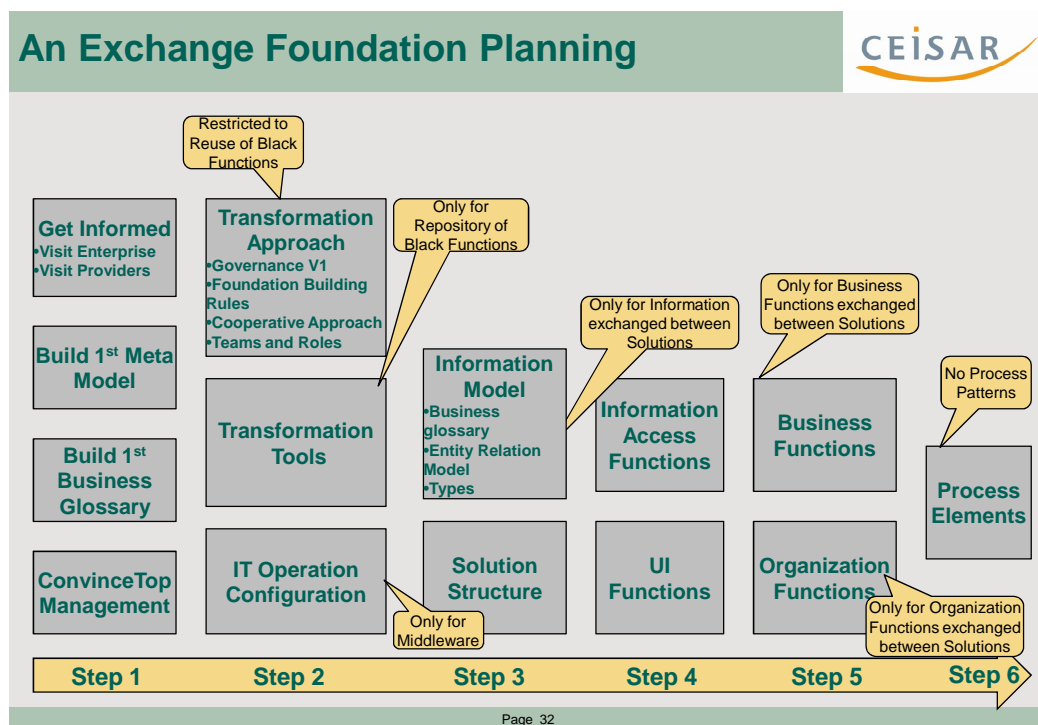 An Exchange Foundation Planning
CEISAR
Restricted to
Reuse of Black
Functions
Get Informed
•Visit Enterprise
•Visit Providers
Build 1st Meta
Model
Build 1st
Business
Glossary
ConvinceTop
Management
Transformation
Approach
•Governance V1
•Foundation Building
Rules
•Cooperative Approach
•Teams and Roles
Only for
Repository of
Black Functions
Transformation
Tools
IT Operation
Configuration
Only for
Middleware
Information
Model
•Business
glossary
•Entity Relation
Model
•Types
Only for Information
exchanged between
Solutions
Solution
Structure
Information
Access
Functions
UI
Functions
Only for Business
Functions exchanged
between Solutions
Business
Functions
Organization
Functions
Only for Organization
Functions exchanged
between Solutions
No Process
Patterns
Process
Elements
Step 1
Step 2
Step 3
Step 4
Step 5
Step 6
Page 32